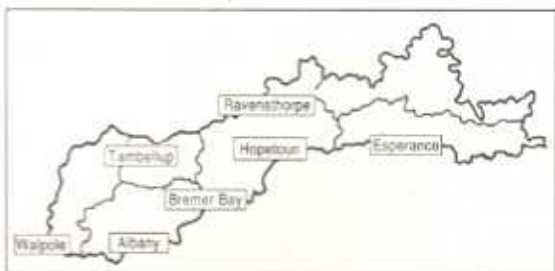 Ravensthorpe
Tambellup
Hopetoun
Esperance
Bremer Bay
Walpole
Albany